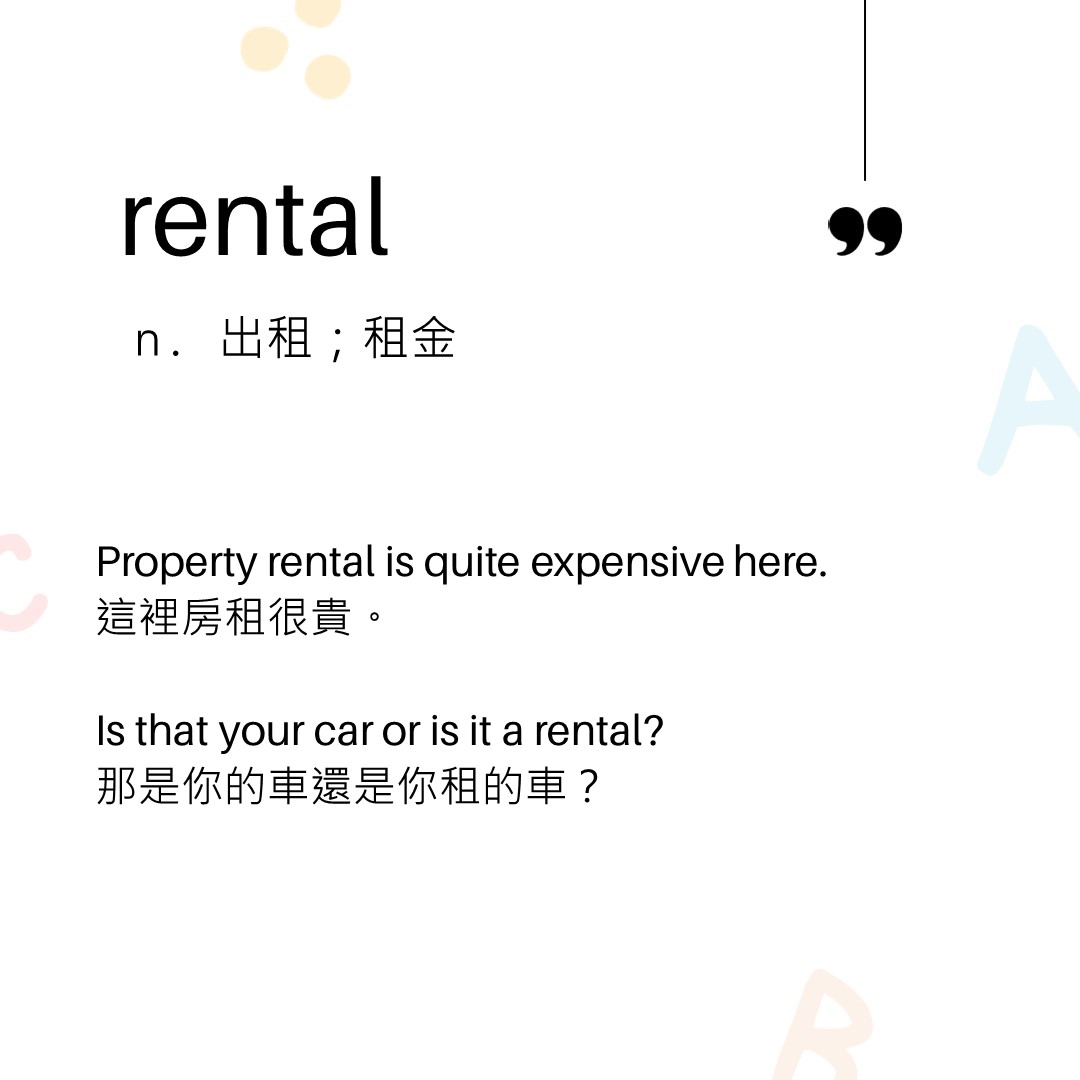 rental
n. 出租；租金
Property rental is quite expensive here.
這裡房租很貴。
Is that your car or is it a rental?
那是你的車還是你租的車？
C
A
B